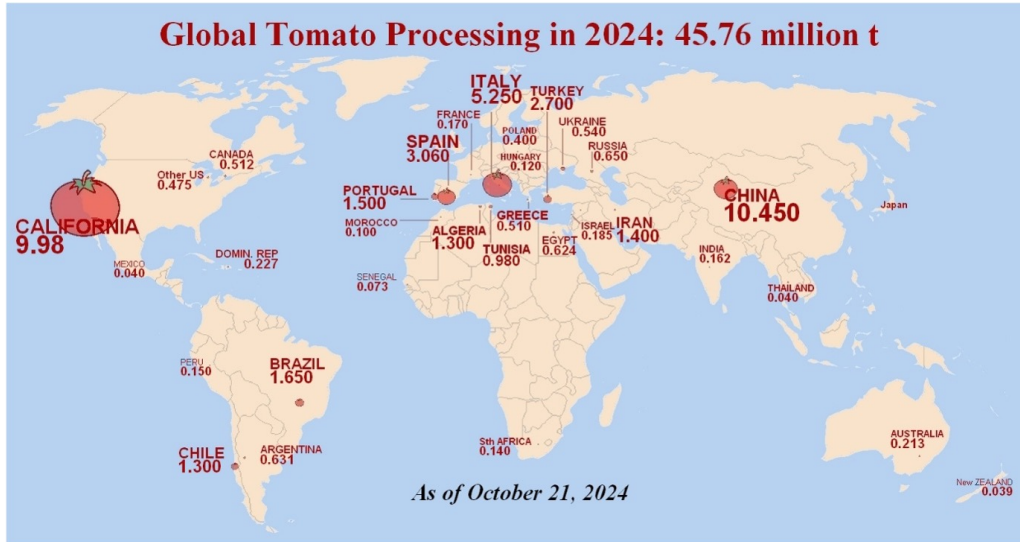 Global Tomato Processing in 2024: 45.76 million t
ITALY
5.250
TURKEY
2.700
FRANCE
0.170
UKRAINE
0.540
POLAND
0.400
SPAIN
3.060
RUSSIA
0.650
HUNGARY
0.120
CANADA
0.512
Other US
0.475
PORTUGAL
1.500
CHINA
10.450
Japan
CALIFORNIA
9.98
MOROCCO
0.100
ALGERIA
1.300
GREECE
0.510
ISRAEL
0.185
IRAN
1.400
EGYPT
0.624
TUNISIA
0.980
DOMIN. REP
0.227
INDIA
0.162
MEXICO
0.040
SENEGAL
0.073
THAILAND
0.040
PERU
0.150
BRAZIL
1.650
AUSTRALIA
0.213
Sth AFRICA
0.140
CHILE
1.300
ARGENTINA
0.631
New ZEALAND
0.039
As of October 21, 2024